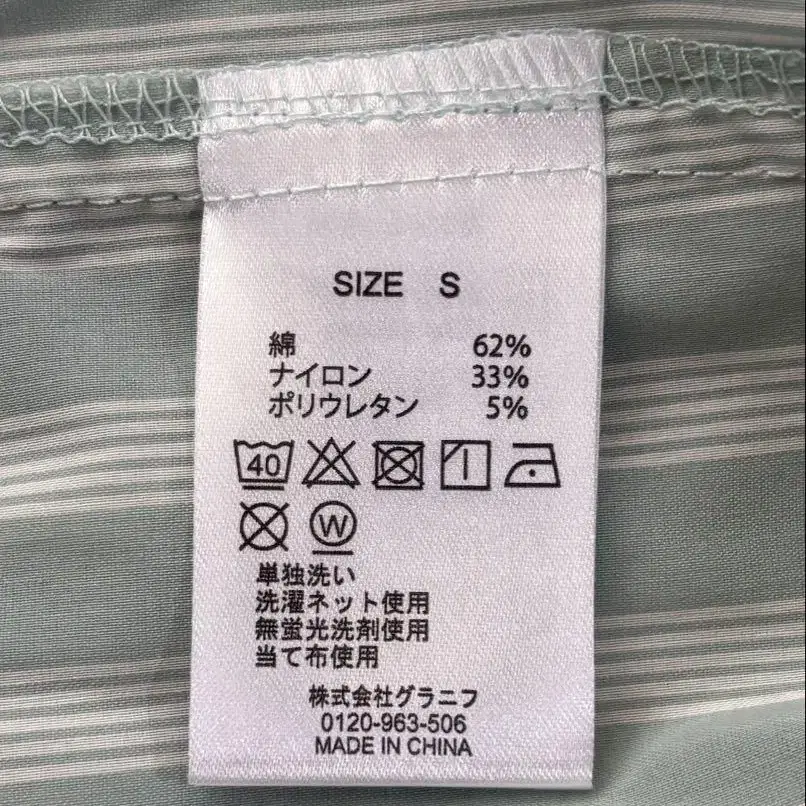 SIZE S
綿 62%
ナイロン 33%
ポリウレタン 5%
40
W
単独洗い
洗濯ネット使用
無蛍光洗剤使用
当て布使用
株式会社グラニフ
0120-963-506
MADE IN CHINA